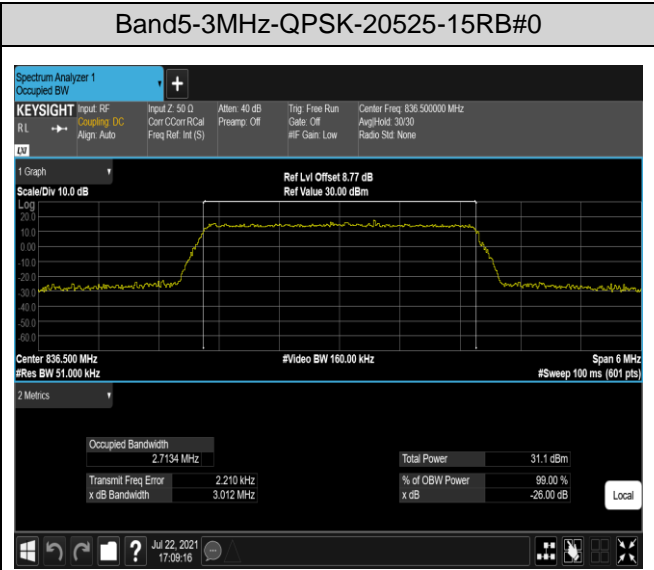 Band5-3MHz-QPSK-20525-15RB#0
Spectrum Analyzer 1
Occupied BW
+
KEYSIGHT Input: RF Input Z: 50 Ω Atten: 40 dB Trig: Free Run Center Freq: 836.500000 MHz
RL Coupling: DC Corr CCorr RCal Preamp: Off Gate: Off Avg|Hold: 30/30
Align: Auto Freq Ref: Int (S) #IF Gain: Low Radio Std: None
LXI
1 Graph
Ref Lvl Offset 8.77 dB
Scale/Div 10.0 dB Ref Value 30.00 dBm
Log
20.0
10.0
0.00
-10.0
-20.0
-30.0
-40.0
-50.0
-60.0
Center 836.500 MHz #Video BW 160.00 kHz Span 6 MHz
#Res BW 51.000 kHz #Sweep 100 ms (601 pts)
2 Metrics
Occupied Bandwidth
2.7134 MHz Total Power 31.1 dBm
Transmit Freq Error 2.210 kHz % of OBW Power 99.00 %
x dB Bandwidth 3.012 MHz x dB -26.00 dB
Local
? Jul 22, 2021
17:09:16